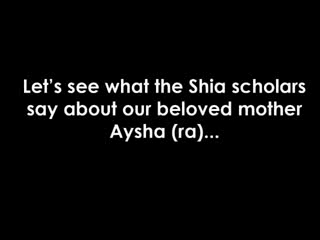 Let's see what the Shia scholars
say about our beloved mother
Aysha (ra)...